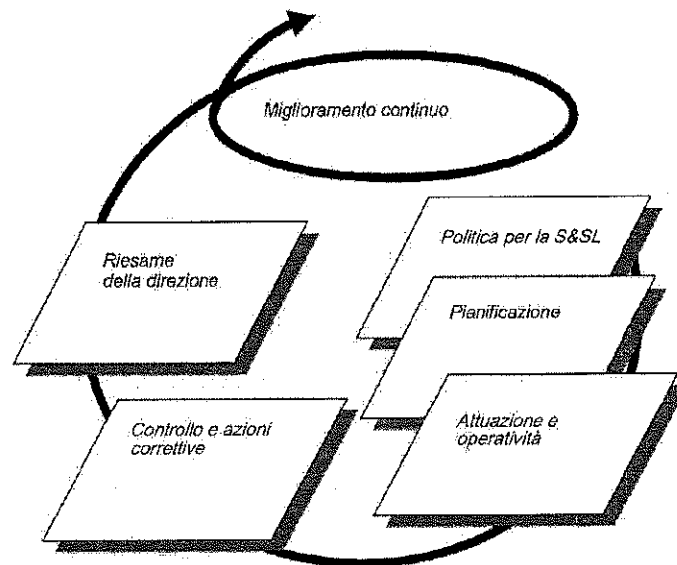 Miglioramento continuo
Politica per la S&SL
Riesame
della direzione
Pianificazione
Attuazione e
operatività
Controllo e azioni
correttive